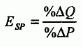 E_SP = %ΔQ / %ΔP